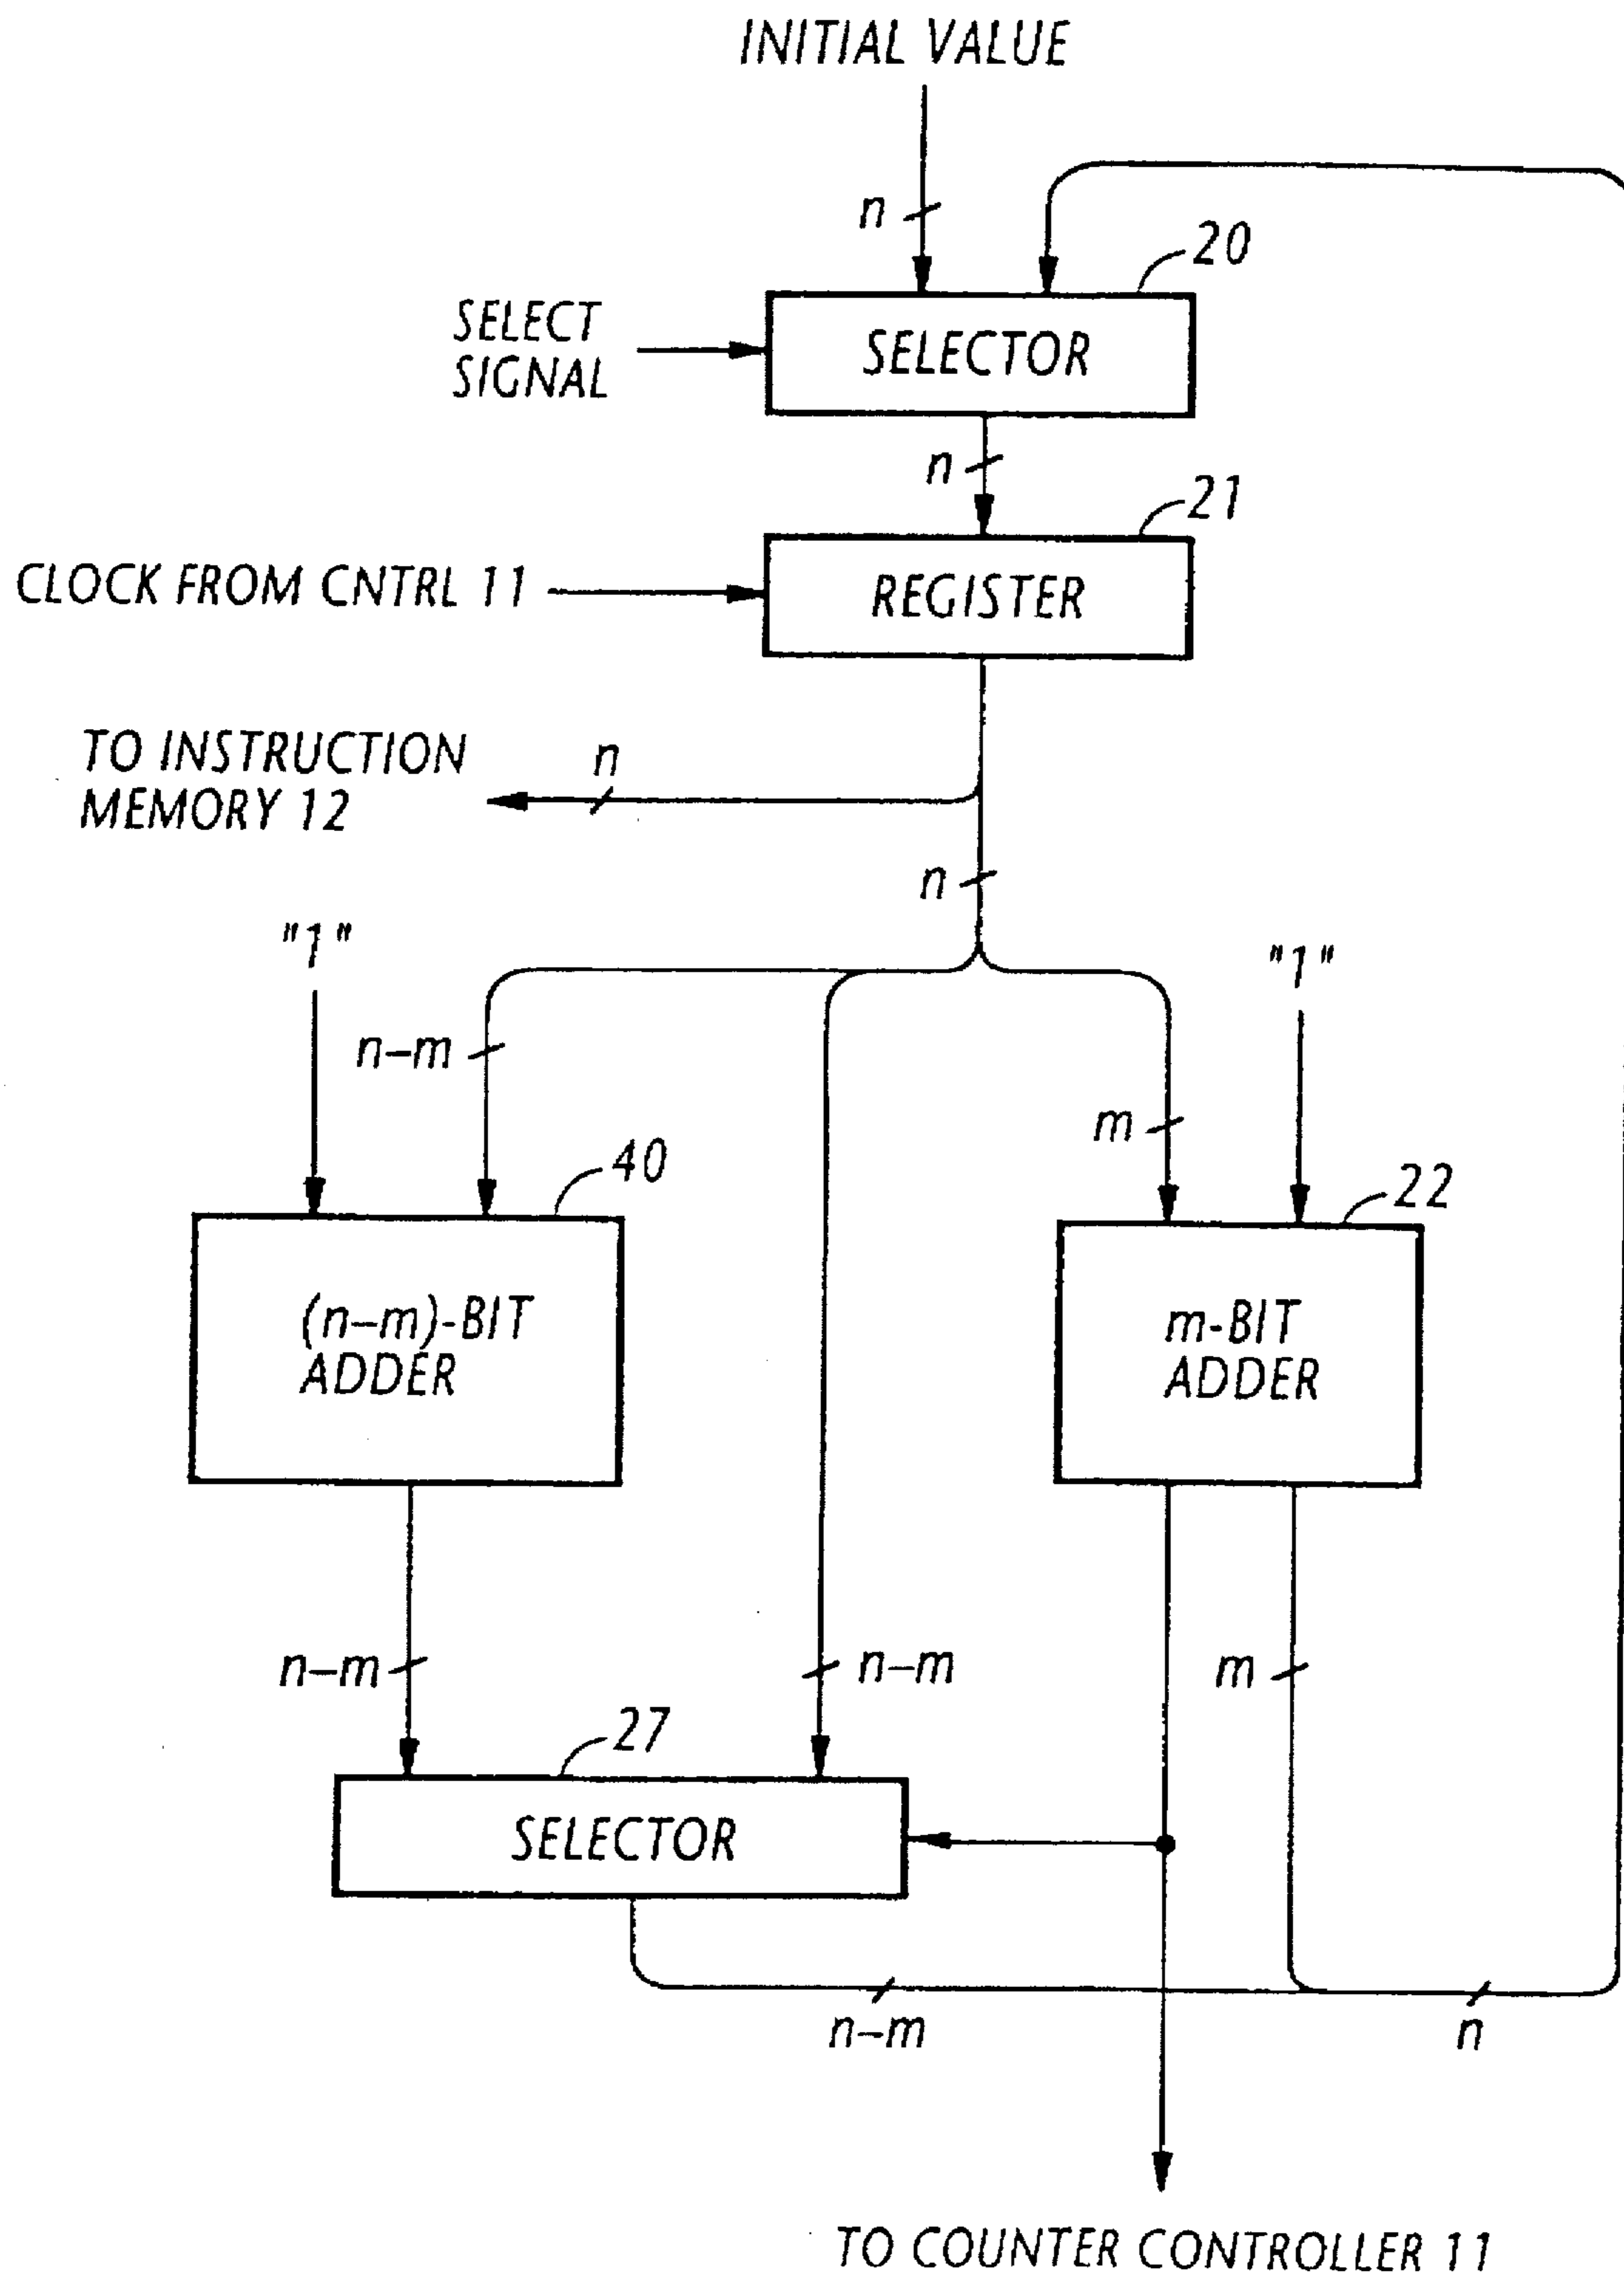 INITIAL VALUE
n
20
SELECT
SIGNAL
SELECTOR
n
21
CLOCK FROM CNTRL 11
REGISTER
TO INSTRUCTION
MEMORY 12
n
n
"1"
"1"
n–m
m
40
22
(n–m)-BIT
ADDER
m-BIT
ADDER
n–m
n–m
m
27
SELECTOR
n–m
n
TO COUNTER CONTROLLER 11